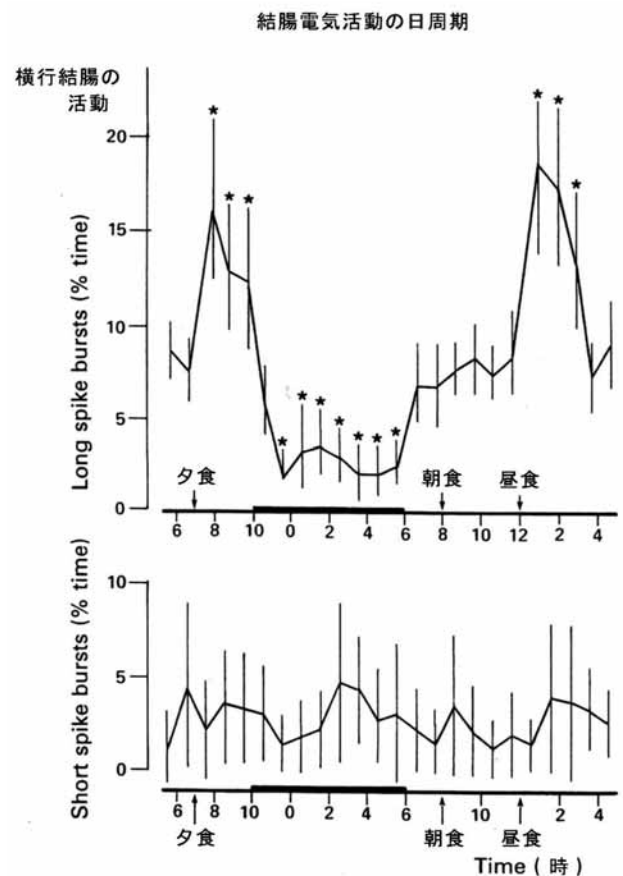 結腸電気活動の日周期
横行結腸の
活動
Long spike bursts (% time)
20
15
10
5
0
* * * * * * * * * * * * *
夕食 朝食 昼食
6 8 10 0 2 4 6 8 10 12 2 4
Short spike bursts (% time)
10
5
0
6 8 10 0 2 4 6 8 10 12 2 4
夕食 朝食 昼食
Time ( 時 )